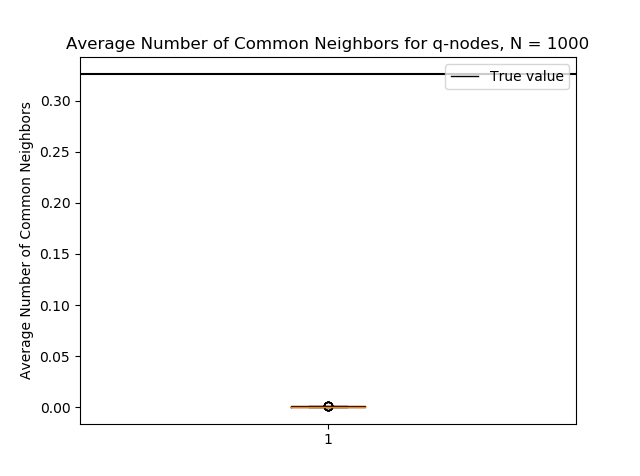 Average Number of Common Neighbors for q-nodes, N = 1000
True value
0.30
0.25
0.20
0.15
0.10
0.05
0.00
Average Number of Common Neighbors
1